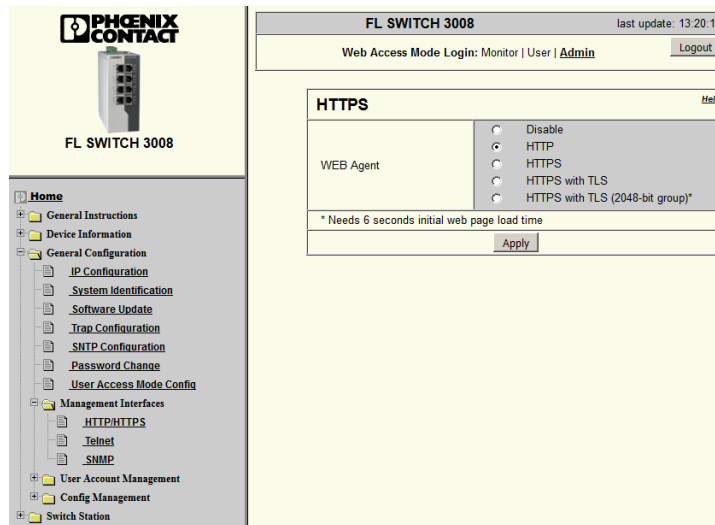 PHŒNIX
CONTACT
FL SWITCH 3008
Home
General Instructions
Device Information
General Configuration
IP Configuration
System Identification
Software Update
Trap Configuration
SNTP Configuration
Password Change
User Access Mode Config
Management Interfaces
HTTP/HTTPS
Telnet
SNMP
User Account Management
Config Management
Switch Station
FL SWITCH 3008 last update: 13:20:1
Web Access Mode Login: Monitor | User | Admin Logout
HTTPS Hel
WEB Agent
Disable
HTTP
HTTPS
HTTPS with TLS
HTTPS with TLS (2048-bit group)*
* Needs 6 seconds initial web page load time
Apply